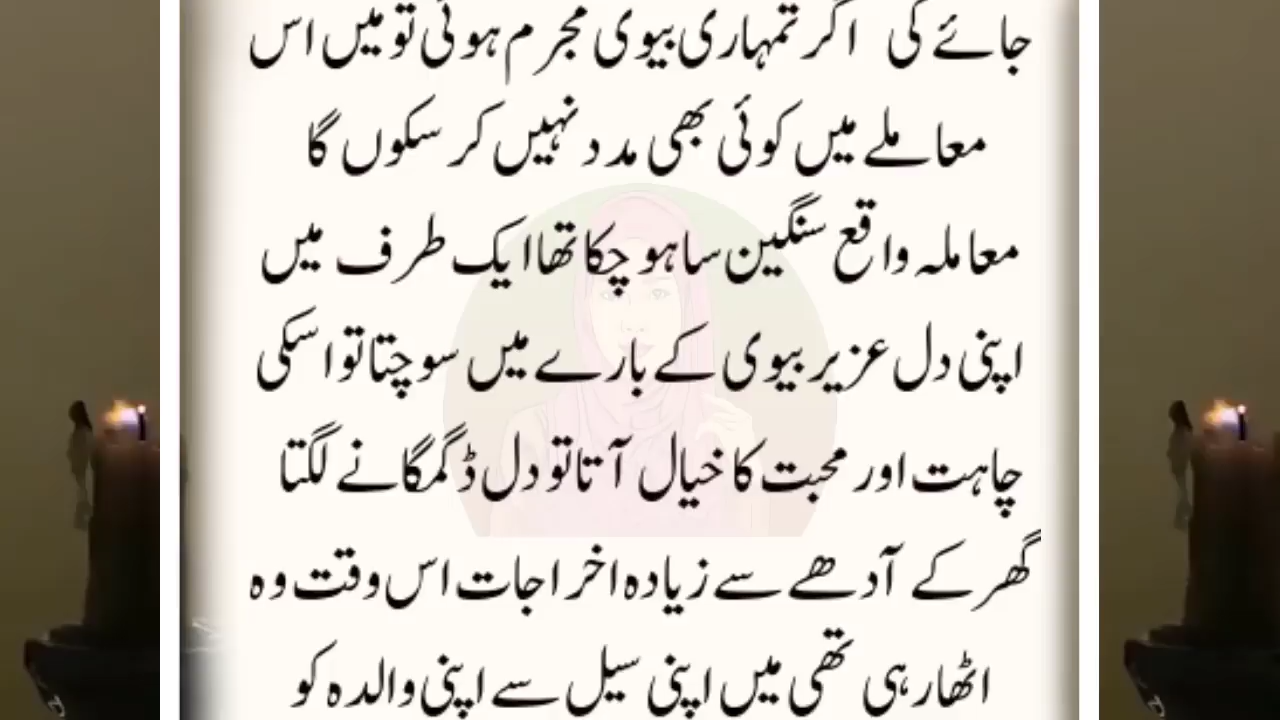 جائے گی اگر تمہاری بیوی مجرم ہوئی تو میں اس
معاملے میں کوئی بھی مدد نہیں کر سکوں گا
معاملہ واقع سنگین سا ہو چکا تھا ایک طرف میں
اپنی دل عزیر بیوی کے بارے میں سوچتا تو اسکی
چاہت اور محبت کا خیال آتا تو دل ڈگمگانے لگتا
گھر کے آدھے سے زیادہ اخراجات اس وقت وہ
اٹھا رہی تھی میں اپنی سیل سے اپنی والدہ کو